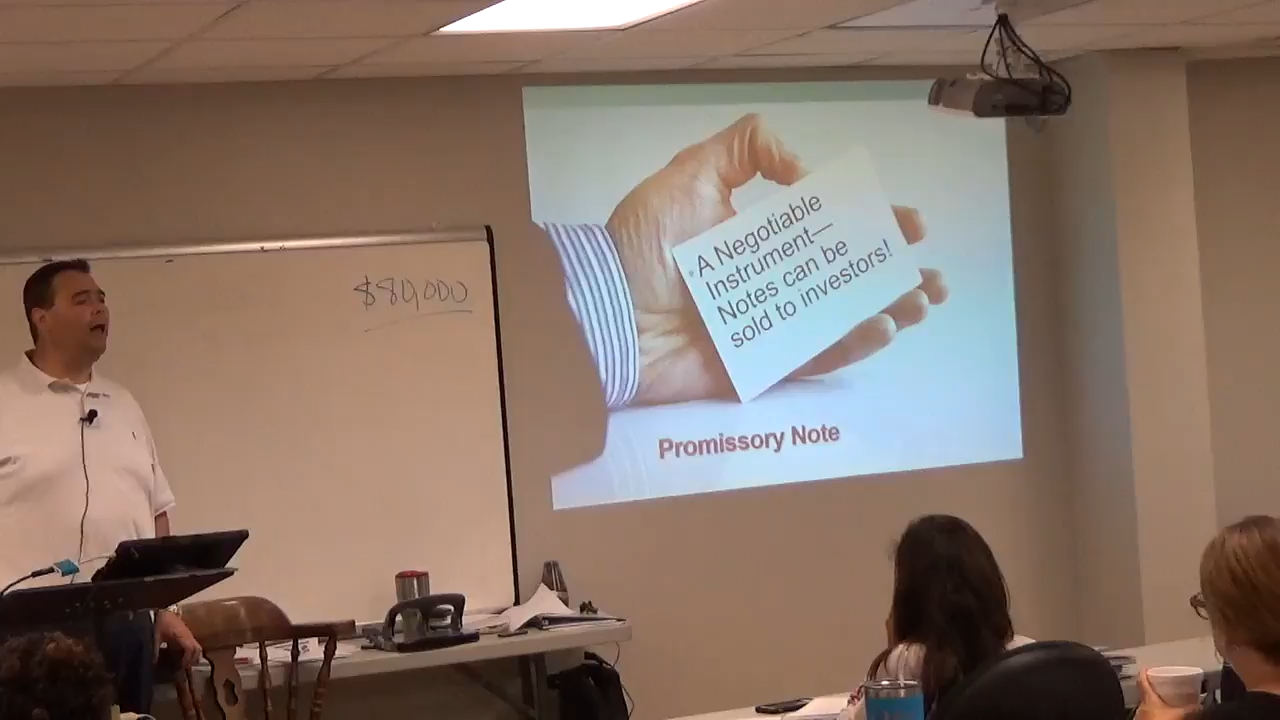 $80,000
A Negotiable
Instrument—
Notes can be
sold to investors!
Promissory Note